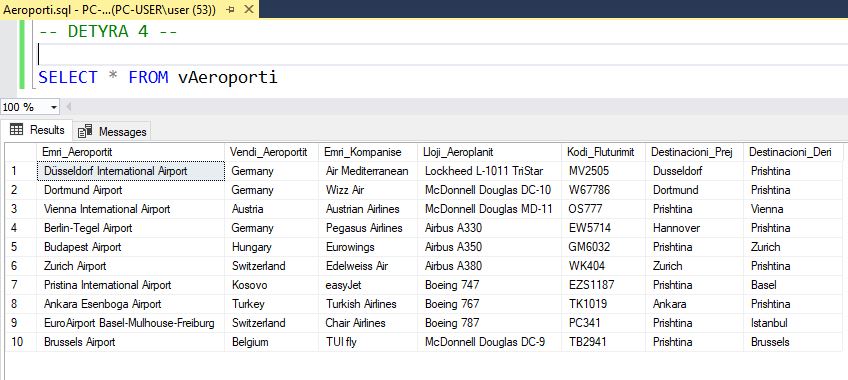 Aeroporti.sql - PC-...(PC-USER\user (53))
-- DETYRA 4 --
SELECT * FROM vAeroporti
100 %
Results Messages
Emri_Aeroportit Vendi_Aeroportit Emri_Kompanise Lloji_Aeroplanit Kodi_Fluturimit Destinacioni_Prej Destinacioni_Deri
1 Düsseldorf International Airport Germany Air Mediterranean Lockheed L-1011 TriStar MV2505 Dusseldorf Prishtina
2 Dortmund Airport Germany Wizz Air McDonnell Douglas DC-10 W67786 Dortmund Prishtina
3 Vienna International Airport Austria Austrian Airlines McDonnell Douglas MD-11 OS777 Prishtina Vienna
4 Berlin-Tegel Airport Germany Pegasus Airlines Airbus A330 EW5714 Hannover Prishtina
5 Budapest Airport Hungary Eurowings Airbus A350 GM6032 Prishtina Zurich
6 Zurich Airport Switzerland Edelweiss Air Airbus A380 WK404 Zurich Prishtina
7 Pristina International Airport Kosovo easyJet Boeing 747 EZS1187 Prishtina Basel
8 Ankara Esenboga Airport Turkey Turkish Airlines Boeing 767 TK1019 Ankara Prishtina
9 EuroAirport Basel-Mulhouse-Freiburg Switzerland Chair Airlines Boeing 787 PC341 Prishtina Istanbul
10 Brussels Airport Belgium TUI fly McDonnell Douglas DC-9 TB2941 Prishtina Brussels